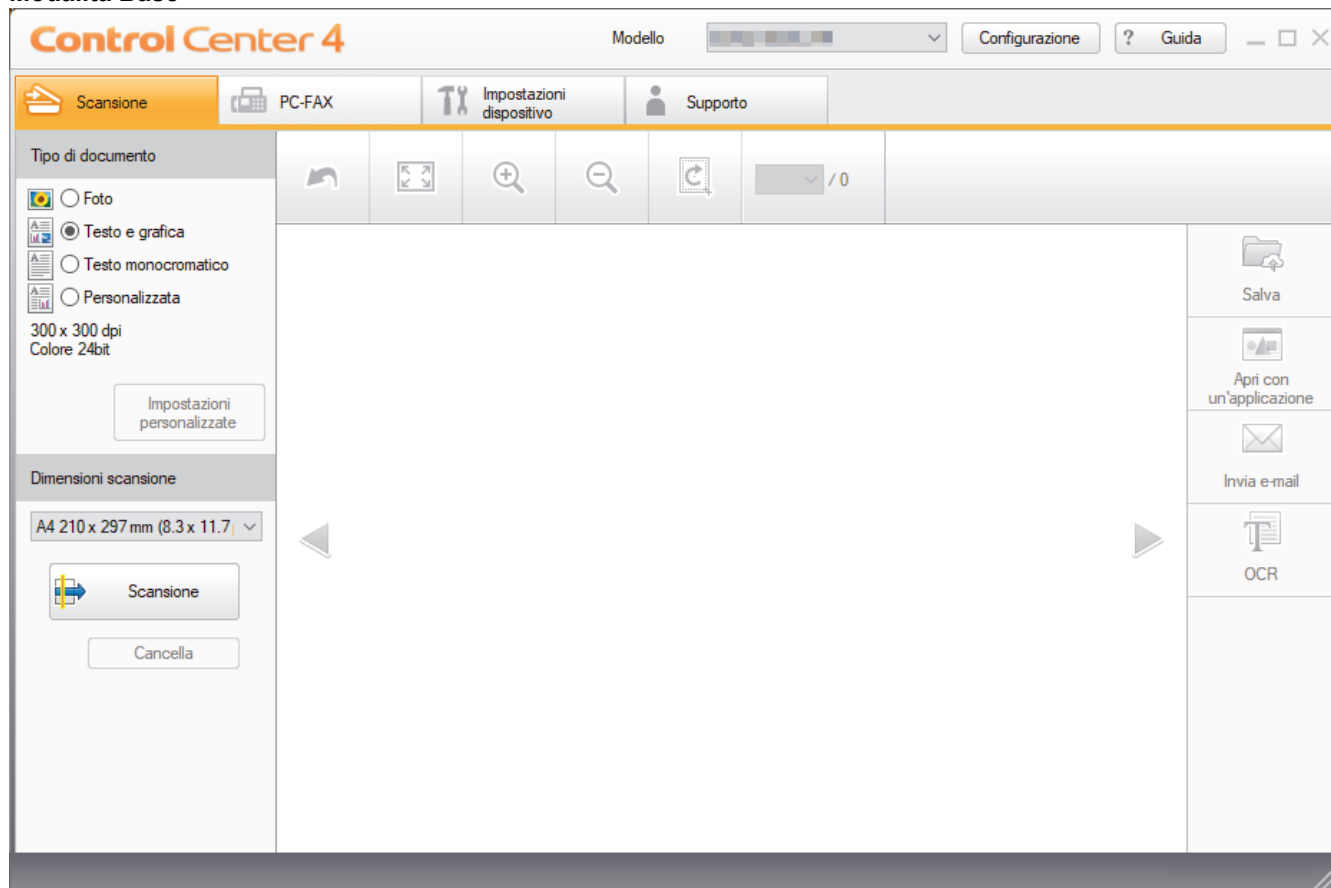 Modalità Base
Control Center 4
Modello
Configurazione
? Guida
Scansione
PC-FAX
Impostazioni
dispositivo
Supporto
Tipo di documento
Foto
Testo e grafica
Testo monocromatico
Personalizzata
300 x 300 dpi
Colore 24bit
Impostazioni
personalizzate
Dimensioni scansione
A4 210 x 297 mm (8.3 x 11.7
Scansione
Cancella
/ 0
Salva
Apri con
un'applicazione
Invia e-mail
OCR